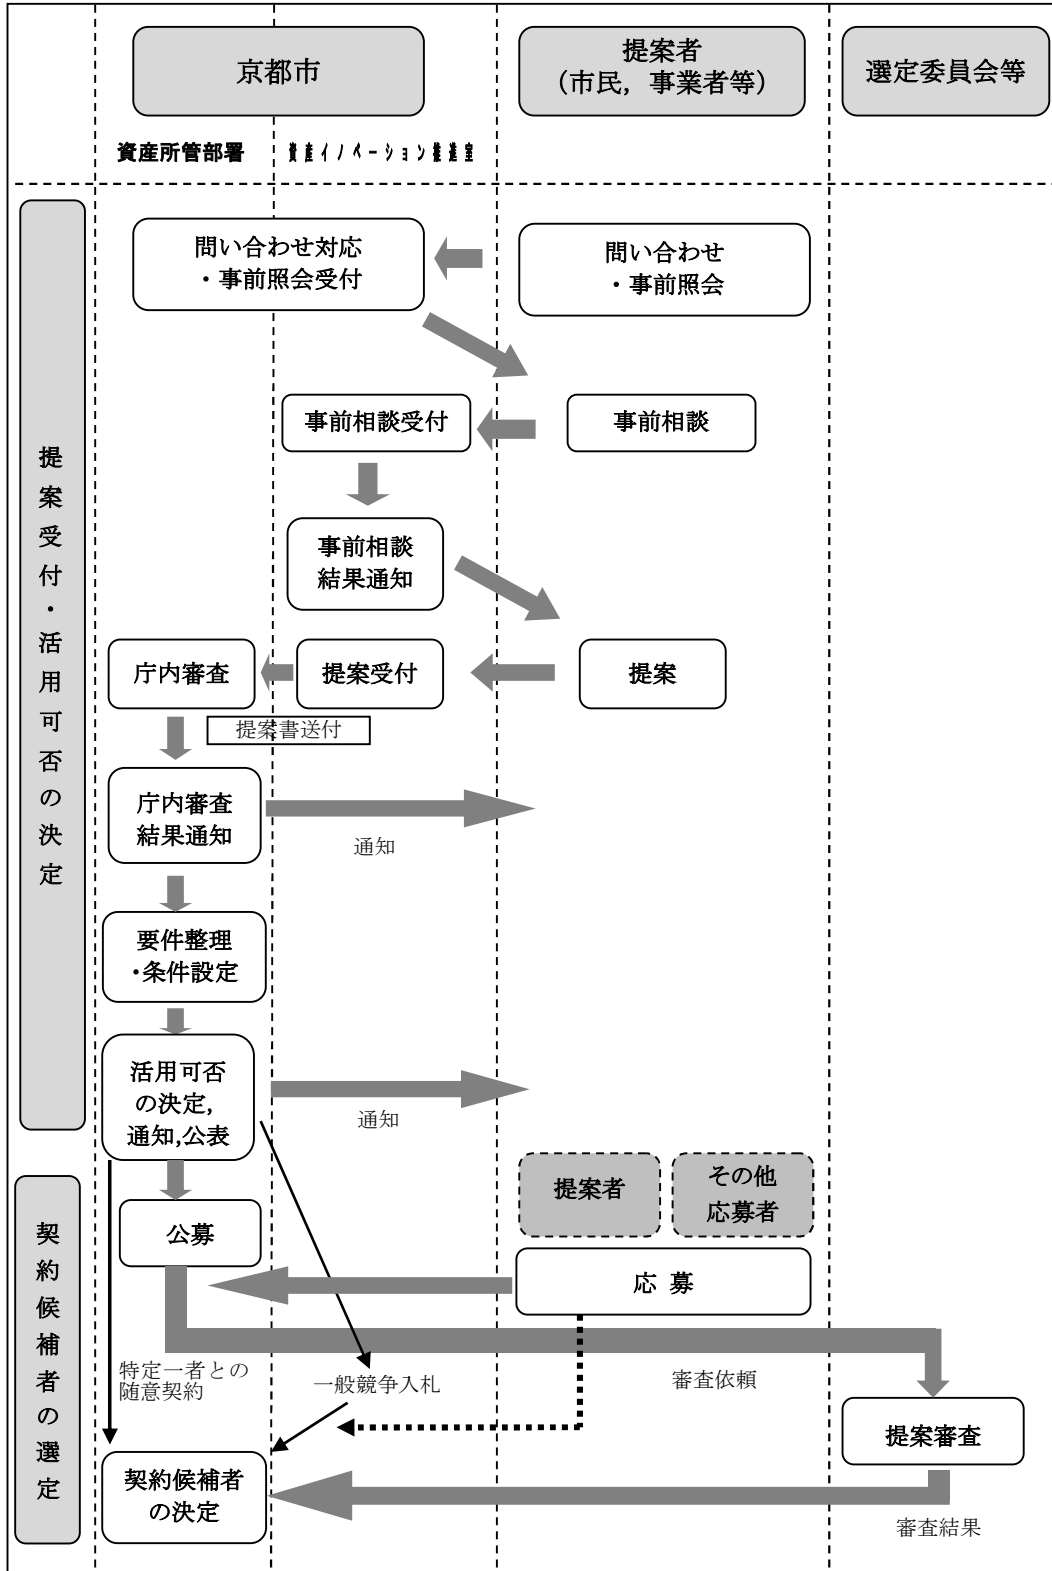 京都市
提案者
（市民，事業者等）
選定委員会等
資産所管部署
資産イノベーション推進室
提案受付・活用可否の決定
問い合わせ対応
・事前照会受付
問い合わせ
・事前照会
事前相談受付
事前相談
事前相談
結果通知
庁内審査
提案受付
提案
提案書送付
庁内審査
結果通知
通知
要件整理
・条件設定
活用可否
の決定，
通知，公表
通知
契約候補者の選定
提案者
その他
応募者
公募
応 募
特定一者との
随意契約
一般競争入札
審査依頼
提案審査
契約候補者
の決定
審査結果